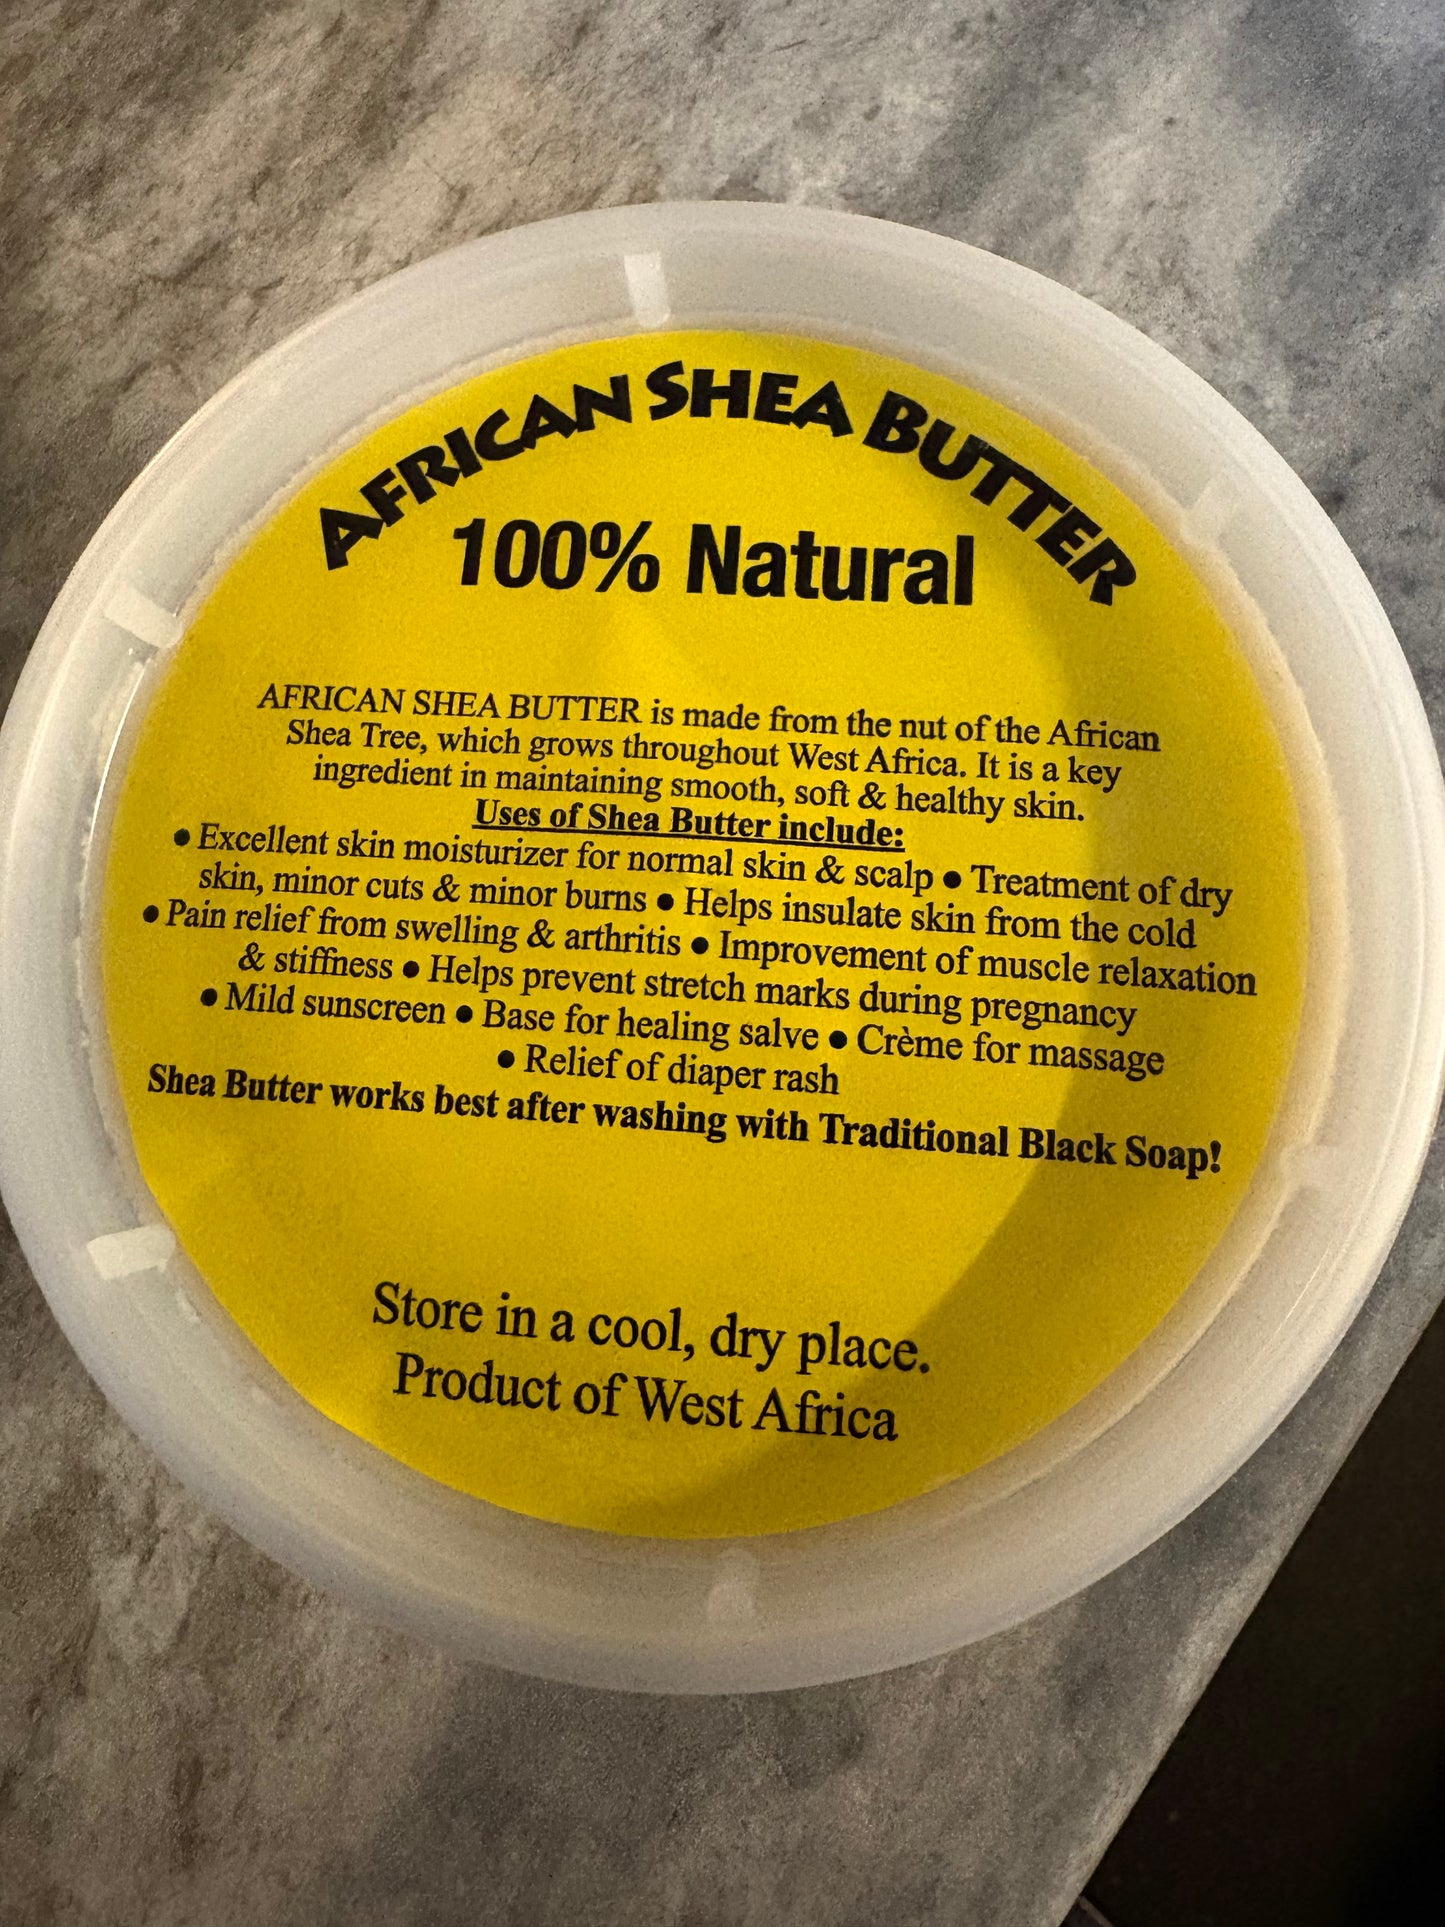 AFRICAN SHEA BUTTER
100% Natural
AFRICAN SHEA BUTTER is made from the nut of the African
Shea Tree, which grows throughout West Africa. It is a key
ingredient in maintaining smooth, soft & healthy skin.
Uses of Shea Butter include:
● Excellent skin moisturizer for normal skin & scalp ● Treatment of dry
skin, minor cuts & minor burns ● Helps insulate skin from the cold
● Pain relief from swelling & arthritis ● Improvement of muscle relaxation
& stiffness ● Helps prevent stretch marks during pregnancy
● Mild sunscreen ● Base for healing salve ● Crème for massage
● Relief of diaper rash
Shea Butter works best after washing with Traditional Black Soap!
Store in a cool, dry place.
Product of West Africa